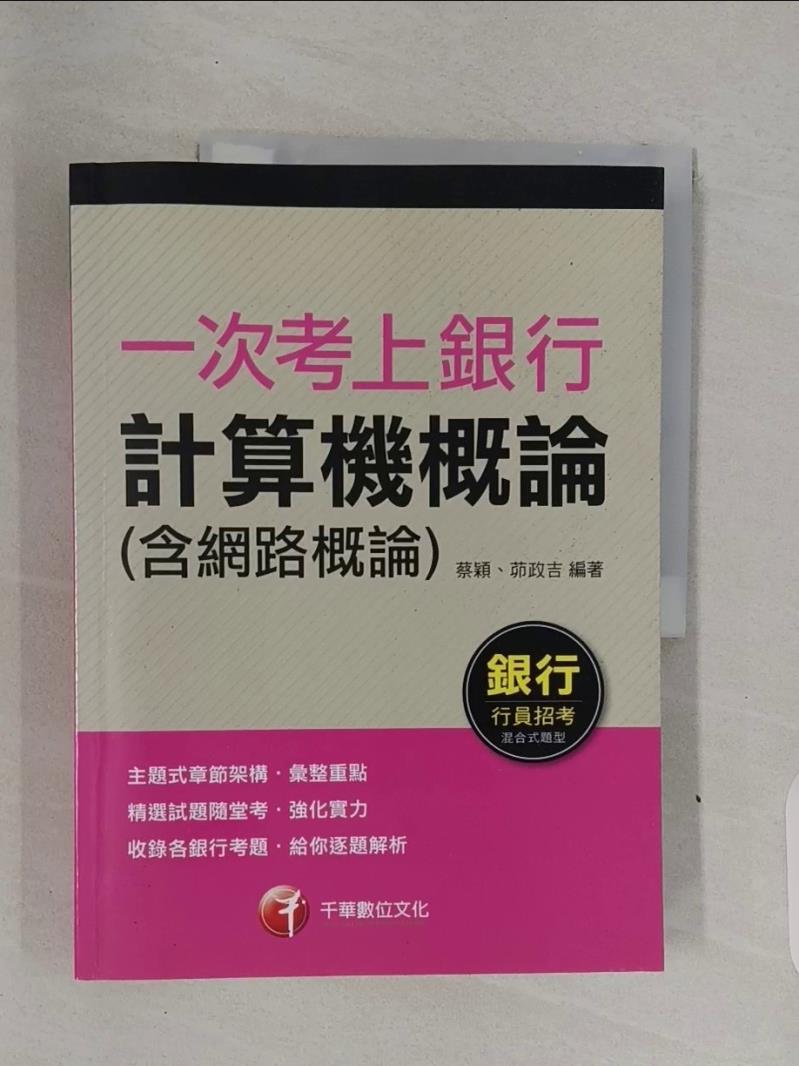 一次考上銀行
計算機概論
(含網路概論)
蔡穎、茆政吉 編著
銀行
行員招考
混合式題型
主題式章節架構·彙整重點
精選試題隨堂考·強化實力
收錄各銀行考題·給你逐題解析
千華數位文化